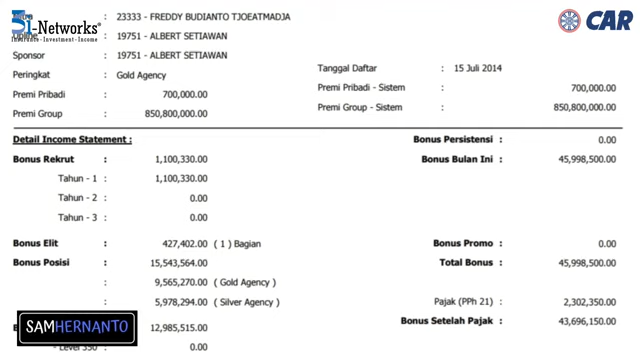 3i-Networks®
Insurance-Investment-Income
CAR
: 23333 - FREDDY BUDIANTO TJOEATMADJA
: 19751 - ALBERT SETIAWAN
Sponsor : 19751 - ALBERT SETIAWAN
Peringkat : Gold Agency
Tanggal Daftar : 15 Juli 2014
Premi Pribadi : 700,000.00
Premi Pribadi - Sistem : 700,000.00
Premi Group : 850,800,000.00
Premi Group - Sistem : 850,800,000.00
Detail Income Statement :
Bonus Persistensi : 0.00
Bonus Rekrut : 1,100,330.00
Bonus Bulan Ini : 45,998,500.00
Tahun - 1 : 1,100,330.00
Tahun - 2 : 0.00
Tahun - 3 : 0.00
Bonus Elit : 427,402.00 ( 1 ) Bagian
Bonus Promo : 0.00
Bonus Posisi : 15,543,564.00
Total Bonus : 45,998,500.00
: 9,565,270.00 ( Gold Agency )
: 5,978,294.00 ( Silver Agency )
Pajak (PPh 21) : 2,302,350.00
SAMHERNANTO
12,985,515.00
Bonus Setelah Pajak : 43,696,150.00
- Level 350 : 0.00